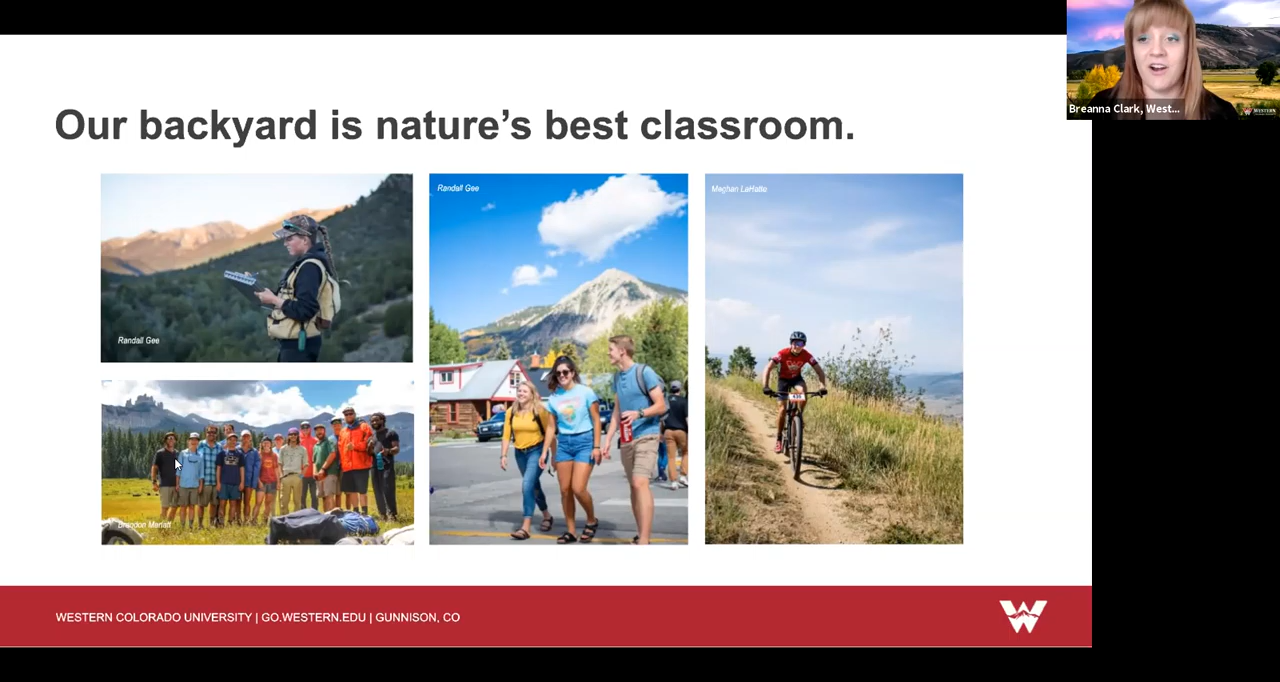 Breanna Clark, West...
Our backyard is nature's best classroom.
Randall Gee
Randall Gee
Meghan LaHatte
Brandon Marlatt
WESTERN COLORADO UNIVERSITY | GO.WESTERN.EDU | GUNNISON, CO